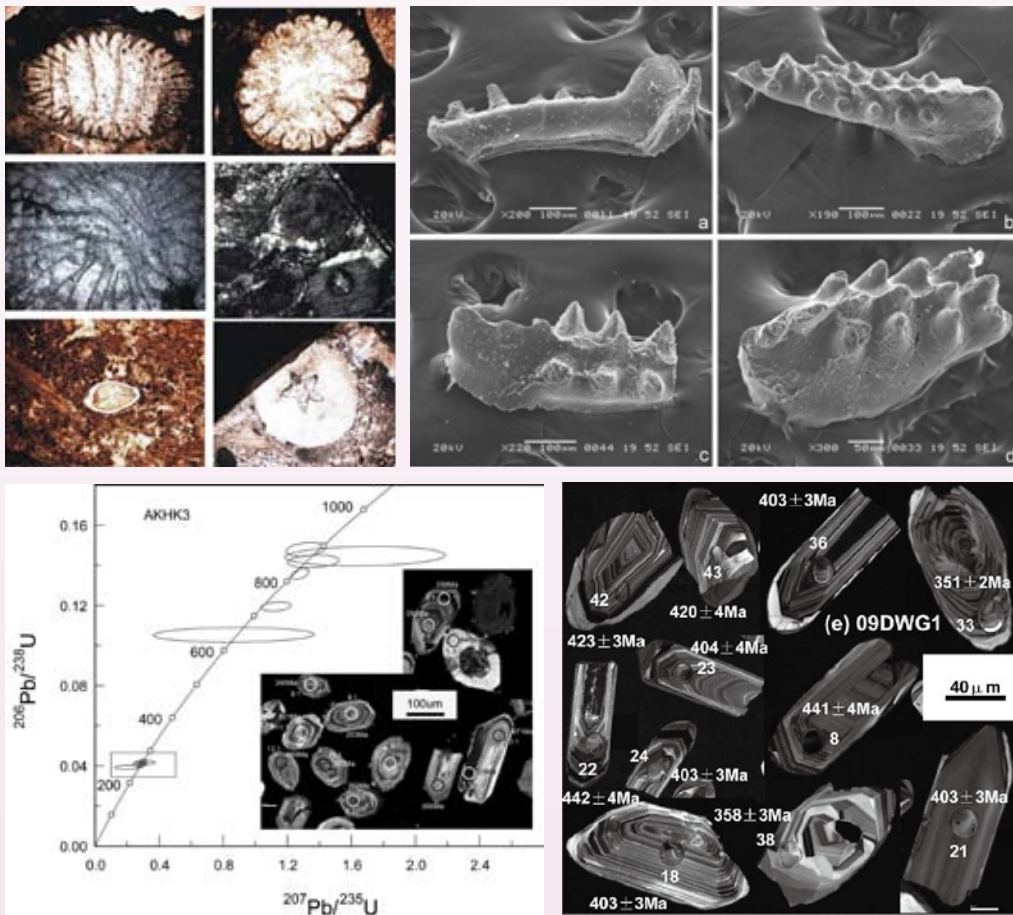 20kV X200 100μm 0011 19 52 SEI
a
20kV X190 100μm 0022 19 52 SEI
b
20kV X220 100μm 0044 19 52 SEI
c
20kV X300 50μm 0033 19 52 SEI
d
AKHK3
1000
800
600
400
200
0.16
0.12
0.08
0.04
0.00
0.0 0.4 0.8 1.2 1.6 2.0 2.4
206Pb/238U
207Pb/235U
100um
403±3Ma
36
43
42
420±4Ma
351±2Ma
33
(e) 09DWG1
423±3Ma
404±4Ma
23
40μm
441±4Ma
8
22
24
403±3Ma
442±4Ma
358±3Ma
38
18
403±3Ma
403±3Ma
21